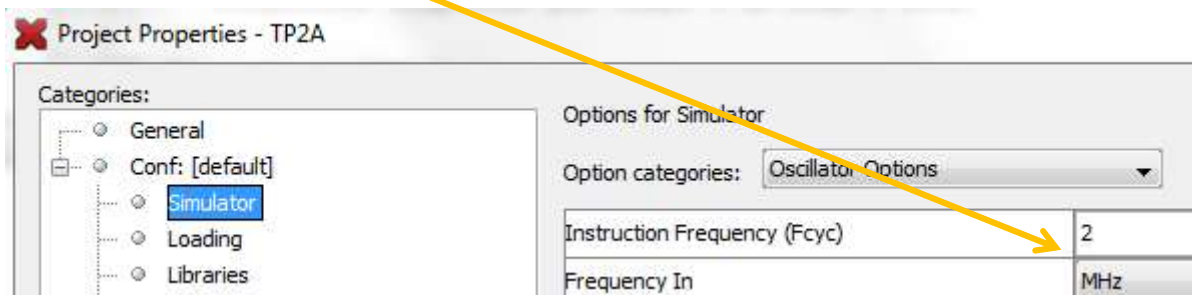 Project Properties - TP2A
Categories:
General
Conf: [default]
Simulator
Loading
Libraries
Options for Simulator
Option categories: Oscillator Options
Instruction Frequency (Fcyc) 2
Frequency In MHz